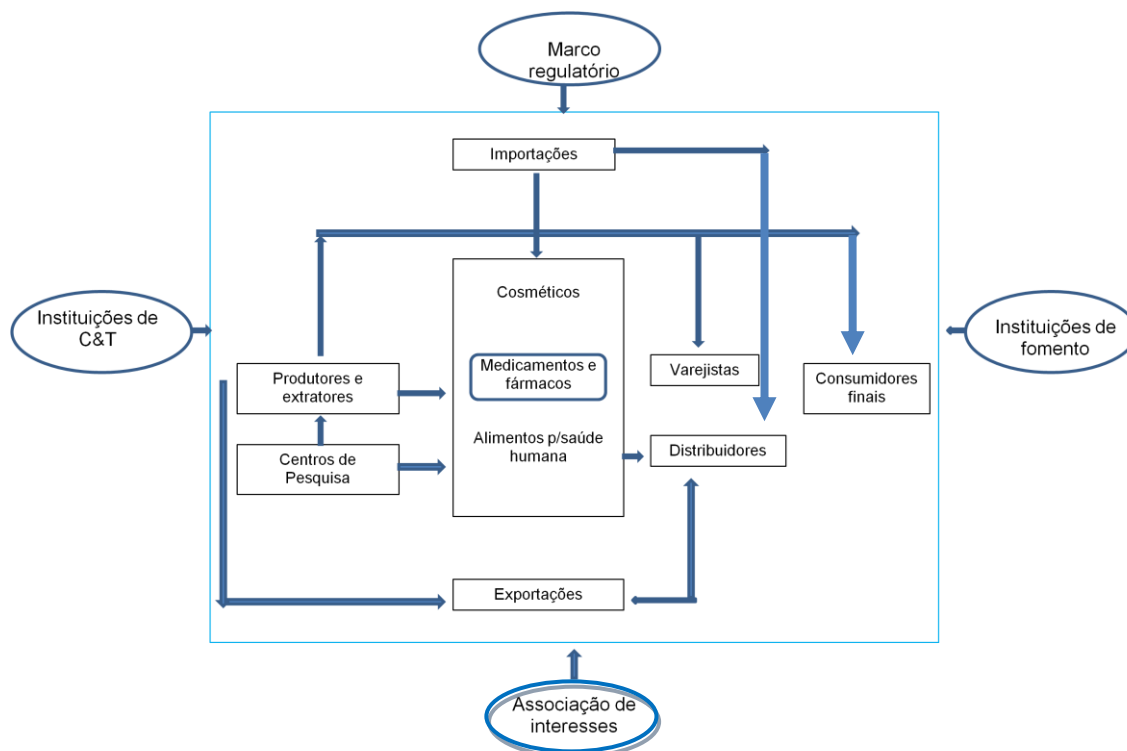 Marco
regulatório
Importações
Cosméticos
Instituições de
C&T
Instituições de
fomento
Medicamentos e
fármacos
Varejistas
Produtores e
extratores
Consumidores
finais
Alimentos p/saúde
humana
Distribuidores
Centros de
Pesquisa
Exportações
Associação de
interesses